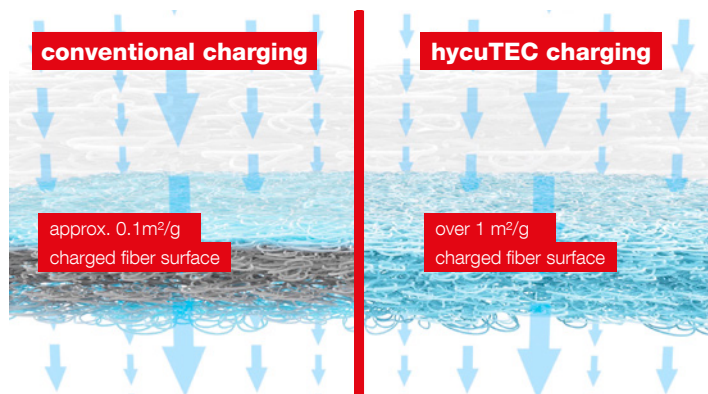 conventional charging
hycuTEC charging
approx. 0.1m²/g
charged fiber surface
over 1 m²/g
charged fiber surface